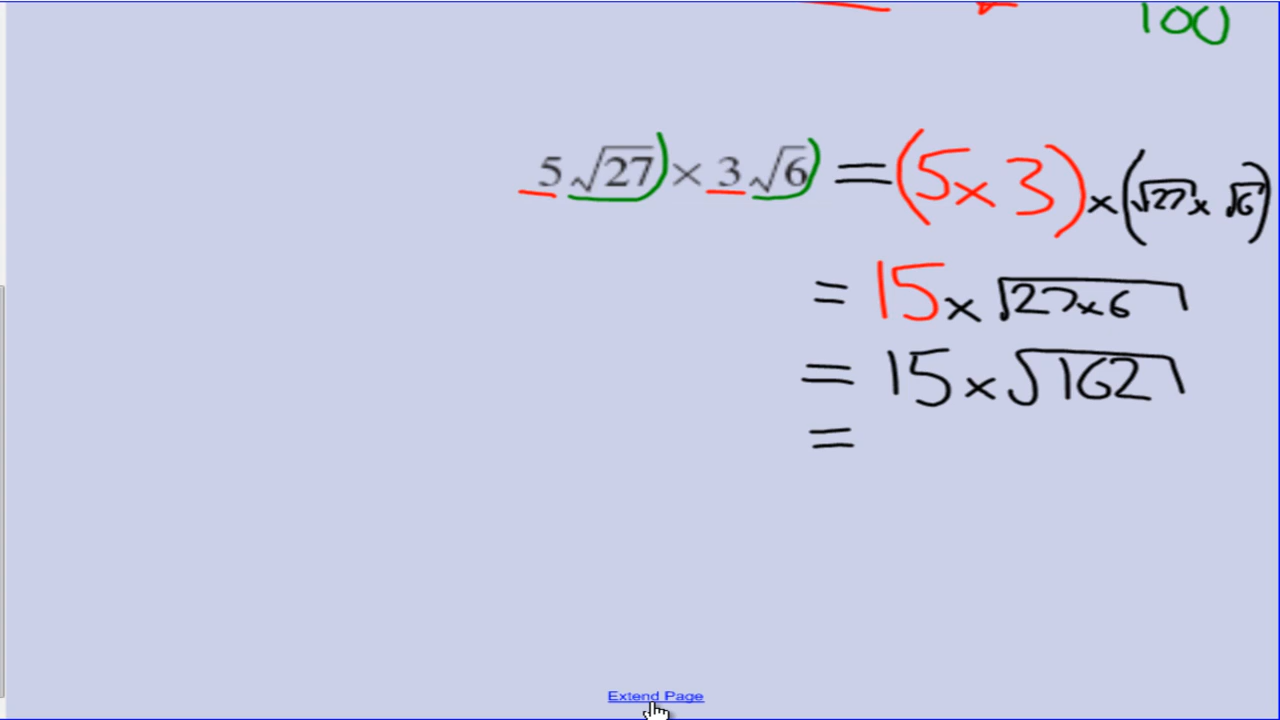 100
5√27) × 3√6) = (5 × 3) × (√27 × √6)
= 15 × √27×6
= 15 × √162
=
Extend Page